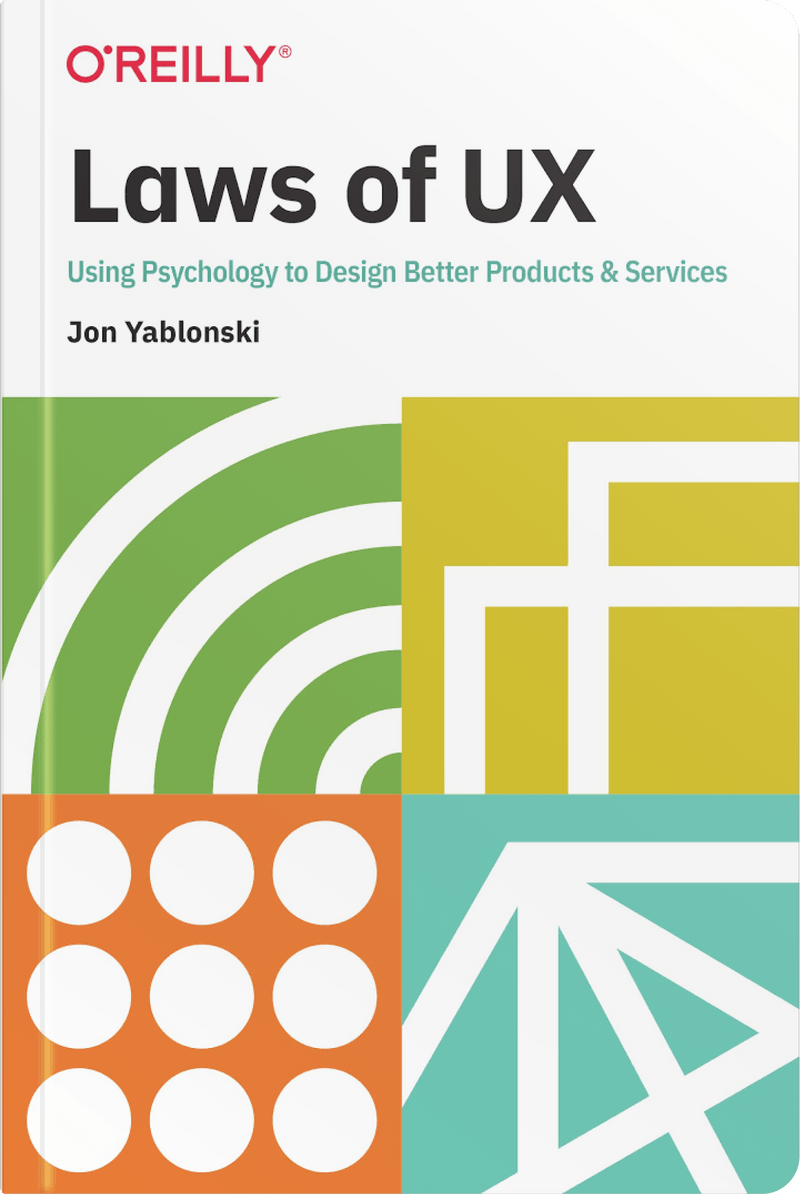 O'REILLY®
Laws of UX
Using Psychology to Design Better Products & Services
Jon Yablonski